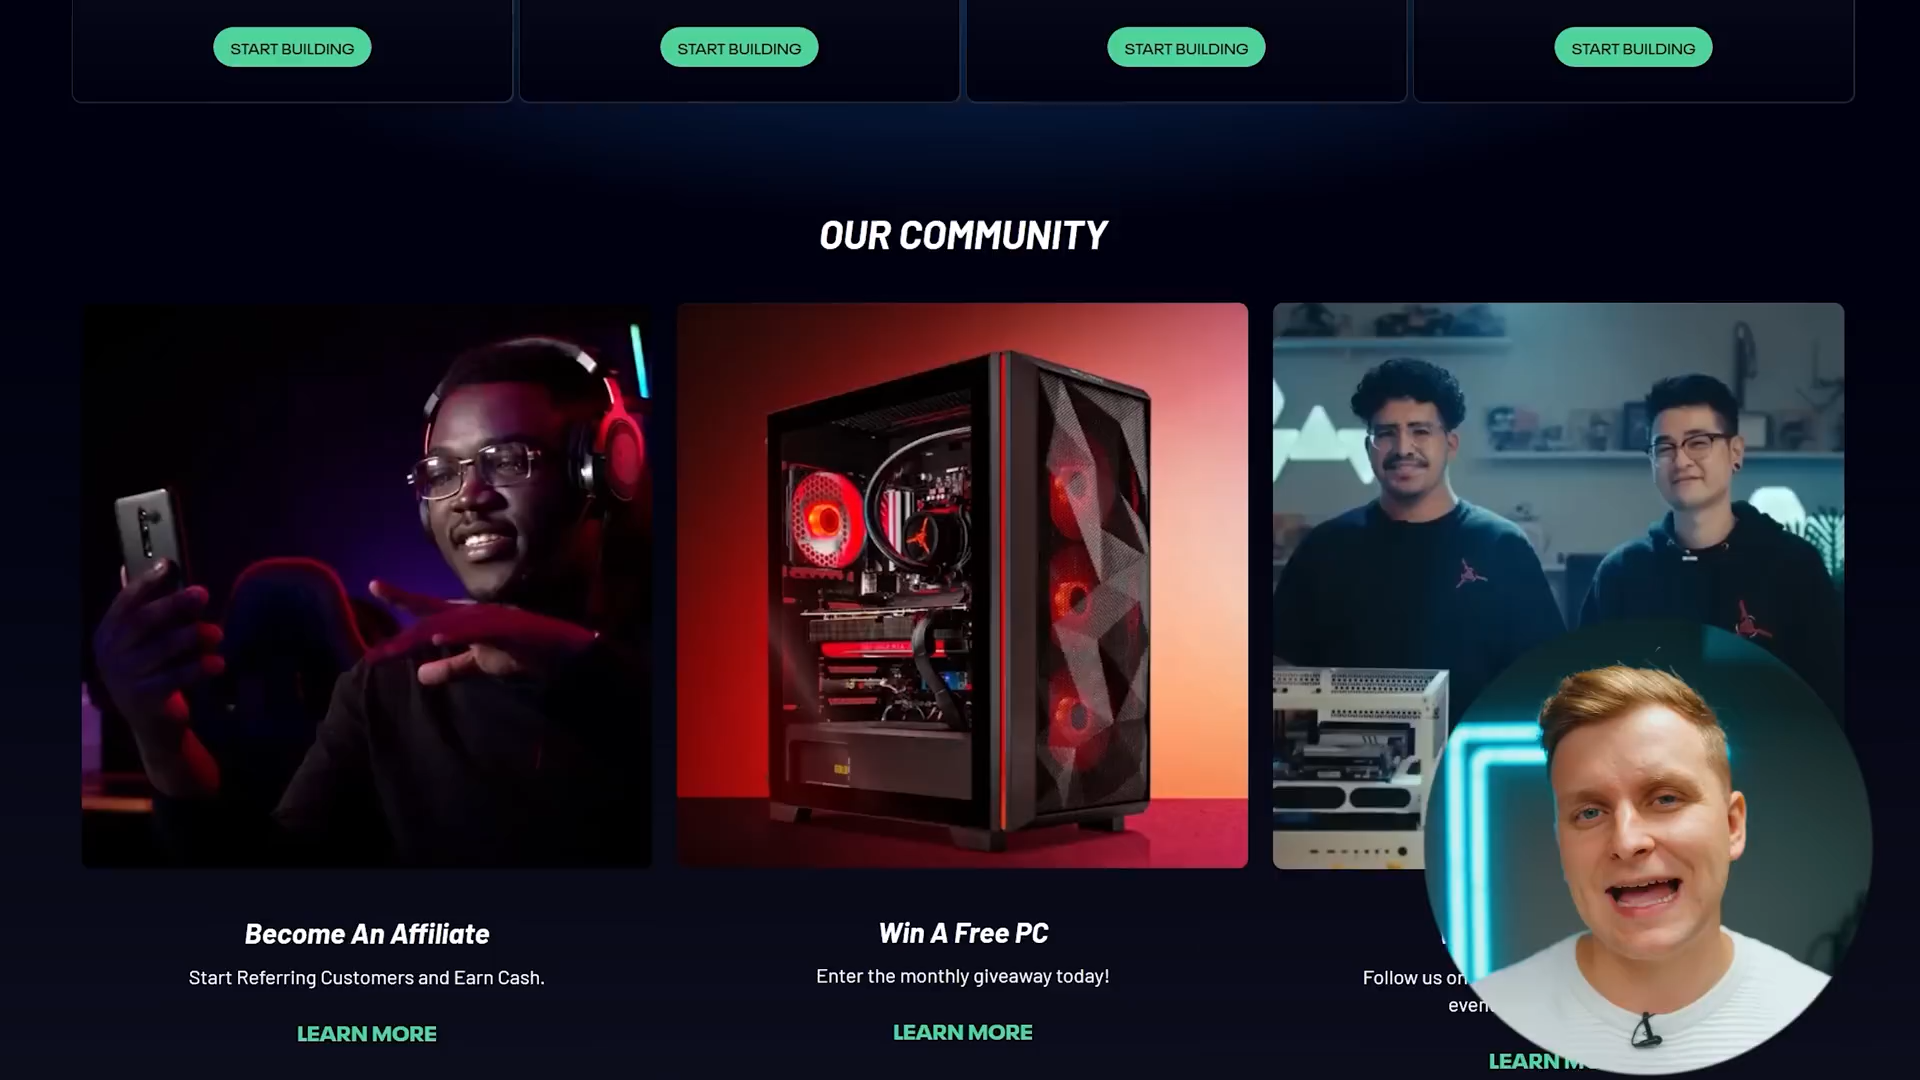 START BUILDING
START BUILDING
START BUILDING
START BUILDING
OUR COMMUNITY
Become An Affiliate
Start Referring Customers and Earn Cash.
LEARN MORE
Win A Free PC
Enter the monthly giveaway today!
LEARN MORE
Follow us on
LEARN